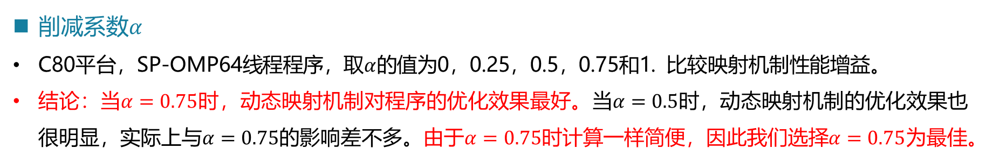 ■ 削减系数α
• C80平台，SP-OMP64线程程序，取α的值为0，0.25，0.5，0.75和1. 比较映射机制性能增益。
• 结论：当α = 0.75时，动态映射机制对程序的优化效果最好。当α = 0.5时，动态映射机制的优化效果也
很明显，实际上与α = 0.75的影响差不多。由于α = 0.75时计算一样简便，因此我们选择α = 0.75为最佳。